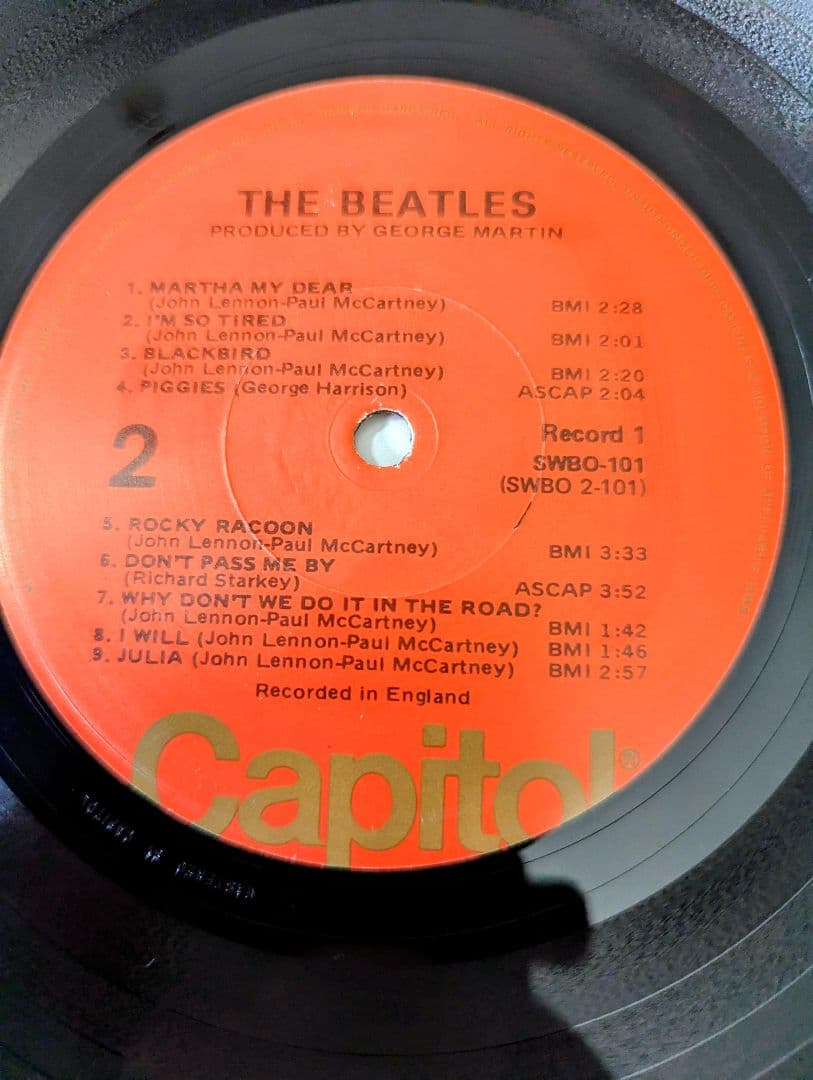 THE BEATLES
PRODUCED BY GEORGE MARTIN
1. MARTHA MY DEAR
(John Lennon-Paul McCartney) BMI 2:28
2. I'M SO TIRED
(John Lennon-Paul McCartney) BMI 2:01
3. BLACKBIRD
(John Lennon-Paul McCartney) BMI 2:20
4. PIGGIES (George Harrison) ASCAP 2:04
2
Record 1
SWBO-101
(SWBO 2-101)
5. ROCKY RACOON
(John Lennon-Paul McCartney) BMI 3:33
6. DON'T PASS ME BY
(Richard Starkey) ASCAP 3:52
7. WHY DON'T WE DO IT IN THE ROAD?
(John Lennon-Paul McCartney) BMI 1:42
8. I WILL (John Lennon-Paul McCartney) BMI 1:46
9. JULIA (John Lennon-Paul McCartney) BMI 2:57
Recorded in England
Capitol®
ALL RIGHTS RESERVED.